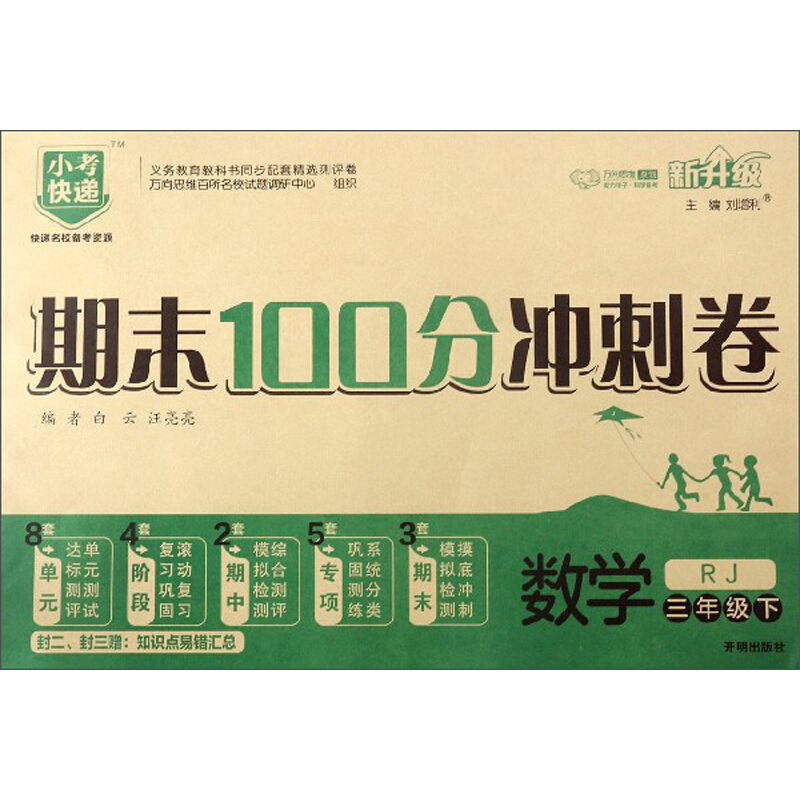 小考
快递
TM
快递名校备考资源
义务教育教科书同步配套精选测评卷
万向思维百所名校试题调研中心 组织
万向思维
新升级
主 编 刘增利®
期末100分冲刺卷
编 者 白 云 汪亮亮
8套
单元
达标测评
单元测试
4套
阶段
复习巩固
滚动复习
2套
期中
模拟检测
综合测评
5套
专项
巩固训练
系统分类
3套
期末
模拟检测
摸底冲刺
数学
RJ
三年级下
封二、封三赠：知识点易错汇总
开明出版社